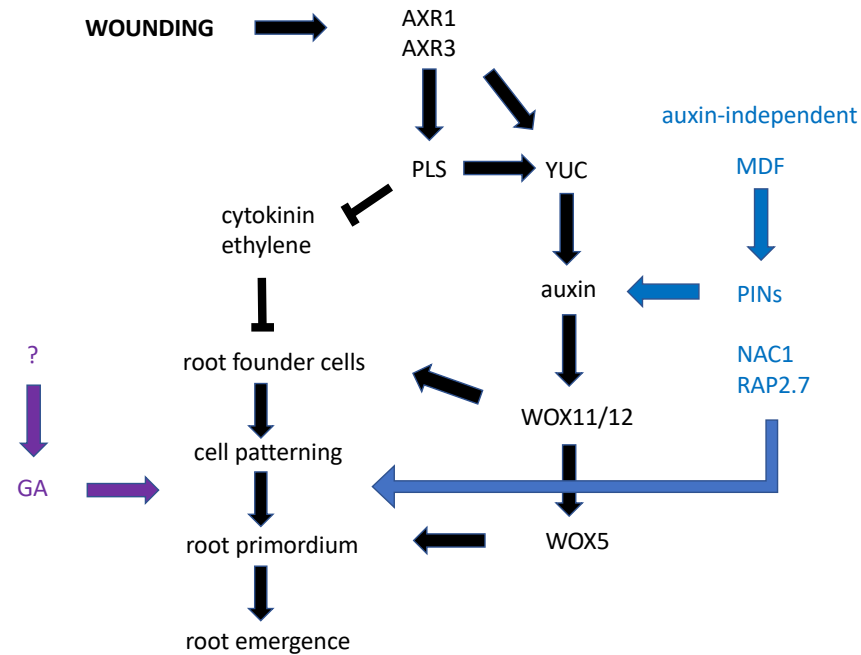 WOUNDING
AXR1
AXR3
auxin-independent
PLS
YUC
MDF
cytokinin
ethylene
auxin
PINs
?
root founder cells
NAC1
RAP2.7
WOX11/12
cell patterning
GA
root primordium
WOX5
root emergence